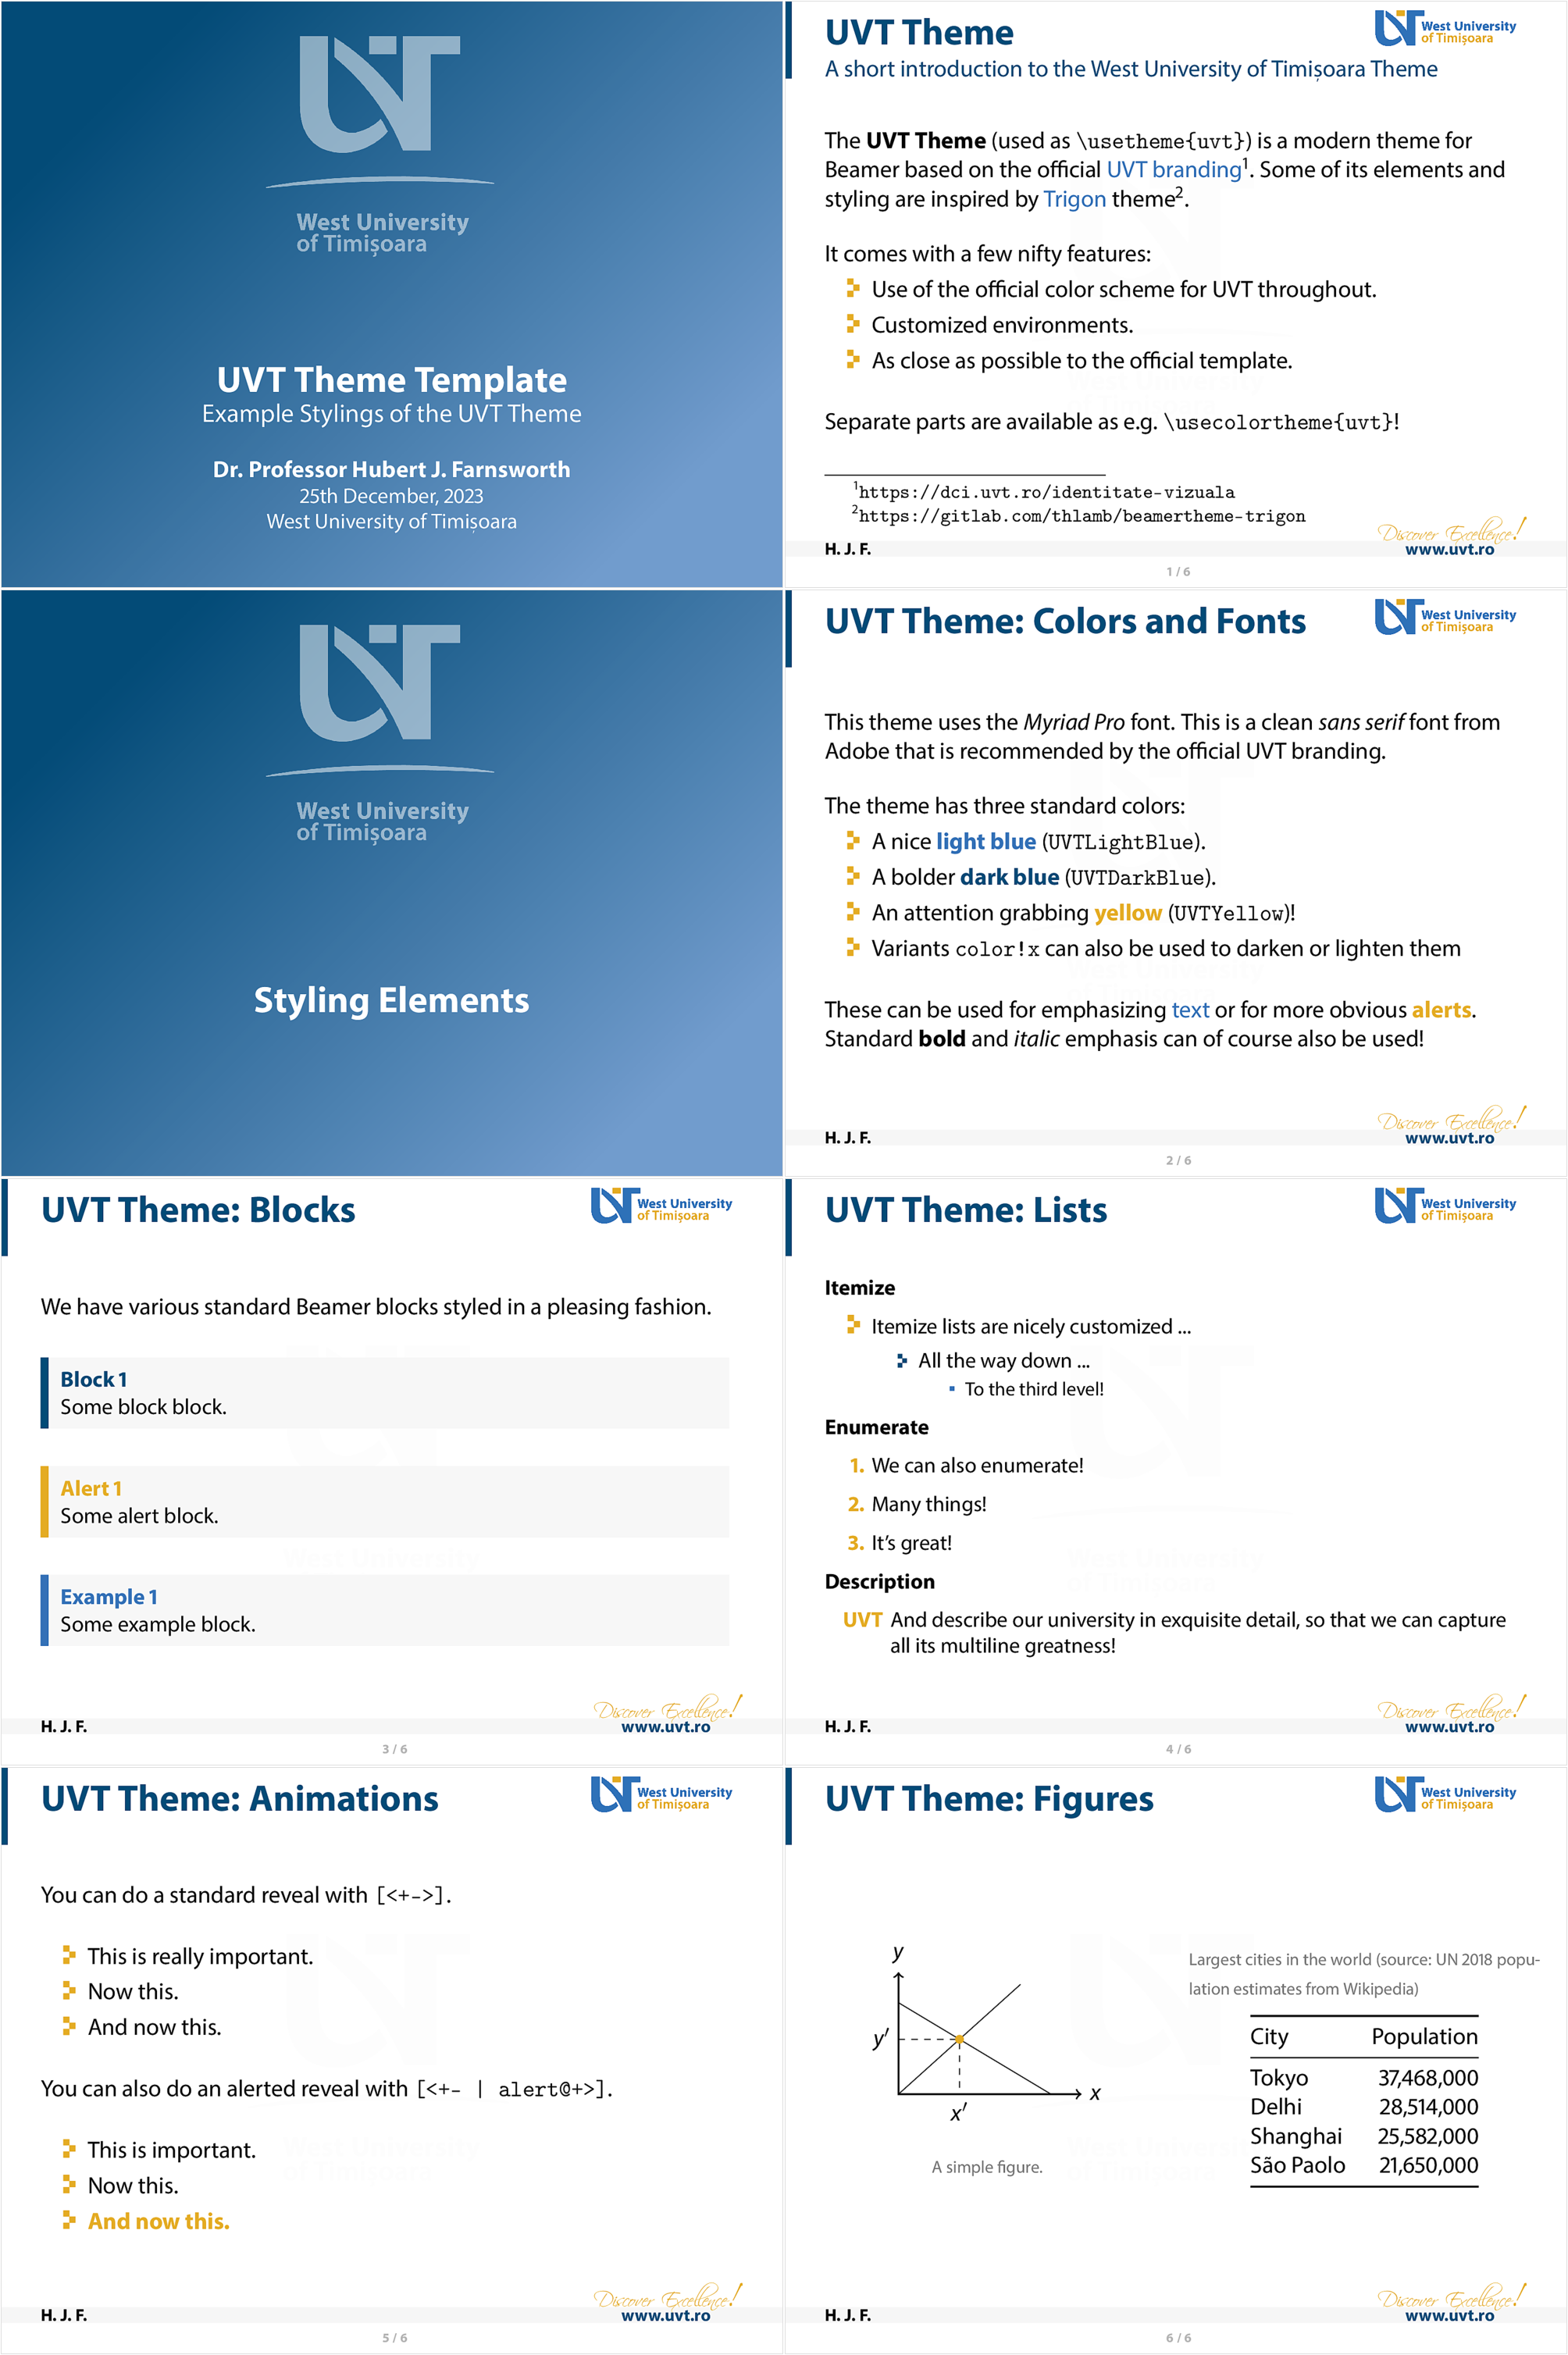 West University
of Timișoara
UVT Theme Template
Example Stylings of the UVT Theme
Dr. Professor Hubert J. Farnsworth
25th December, 2023
West University of Timișoara
UVT Theme
West University
of Timișoara
A short introduction to the West University of Timișoara Theme
The UVT Theme (used as \usetheme{uvt}) is a modern theme for
Beamer based on the official UVT branding1. Some of its elements and
styling are inspired by Trigon theme2.
It comes with a few nifty features:
Use of the official color scheme for UVT throughout.
Customized environments.
As close as possible to the official template.
Separate parts are available as e.g. \usecolortheme{uvt}!
1https://dci.uvt.ro/identitate-vizuala
2https://gitlab.com/thlamb/beamertheme-trigon
Discover Excellence!
H. J. F.
www.uvt.ro
1 / 6
West University
of Timișoara
Styling Elements
UVT Theme: Colors and Fonts
West University
of Timișoara
This theme uses the Myriad Pro font. This is a clean sans serif font from
Adobe that is recommended by the official UVT branding.
The theme has three standard colors:
A nice light blue (UVTLightBlue).
A bolder dark blue (UVTDarkBlue).
An attention grabbing yellow (UVTYellow)!
Variants color!x can also be used to darken or lighten them
These can be used for emphasizing text or for more obvious alerts.
Standard bold and italic emphasis can of course also be used!
Discover Excellence!
H. J. F.
www.uvt.ro
2 / 6
UVT Theme: Blocks
West University
of Timișoara
We have various standard Beamer blocks styled in a pleasing fashion.
Block 1
Some block block.
Alert 1
Some alert block.
West University
Example 1
Some example block.
Discover Excellence!
H. J. F.
www.uvt.ro
3 / 6
UVT Theme: Lists
West University
of Timișoara
Itemize
Itemize lists are nicely customized ...
All the way down ...
To the third level!
Enumerate
1. We can also enumerate!
2. Many things!
3. It's great!
West University
of Timișoara
Description
UVT And describe our university in exquisite detail, so that we can capture
all its multiline greatness!
Discover Excellence!
H. J. F.
www.uvt.ro
4 / 6
UVT Theme: Animations
West University
of Timișoara
You can do a standard reveal with [<+->].
This is really important.
Now this.
And now this.
You can also do an alerted reveal with [<+- | alert@+>].
This is important.
West University
of Timișoara
Now this.
And now this.
Discover Excellence!
H. J. F.
www.uvt.ro
5 / 6
UVT Theme: Figures
West University
of Timișoara
y
y′
x′
x
A simple figure.
Largest cities in the world (source: UN 2018 popu-
lation estimates from Wikipedia)
City Population
Tokyo 37,468,000
Delhi 28,514,000
Shanghai 25,582,000
São Paolo 21,650,000
West University
of Timișoara
Discover Excellence!
H. J. F.
www.uvt.ro
6 / 6